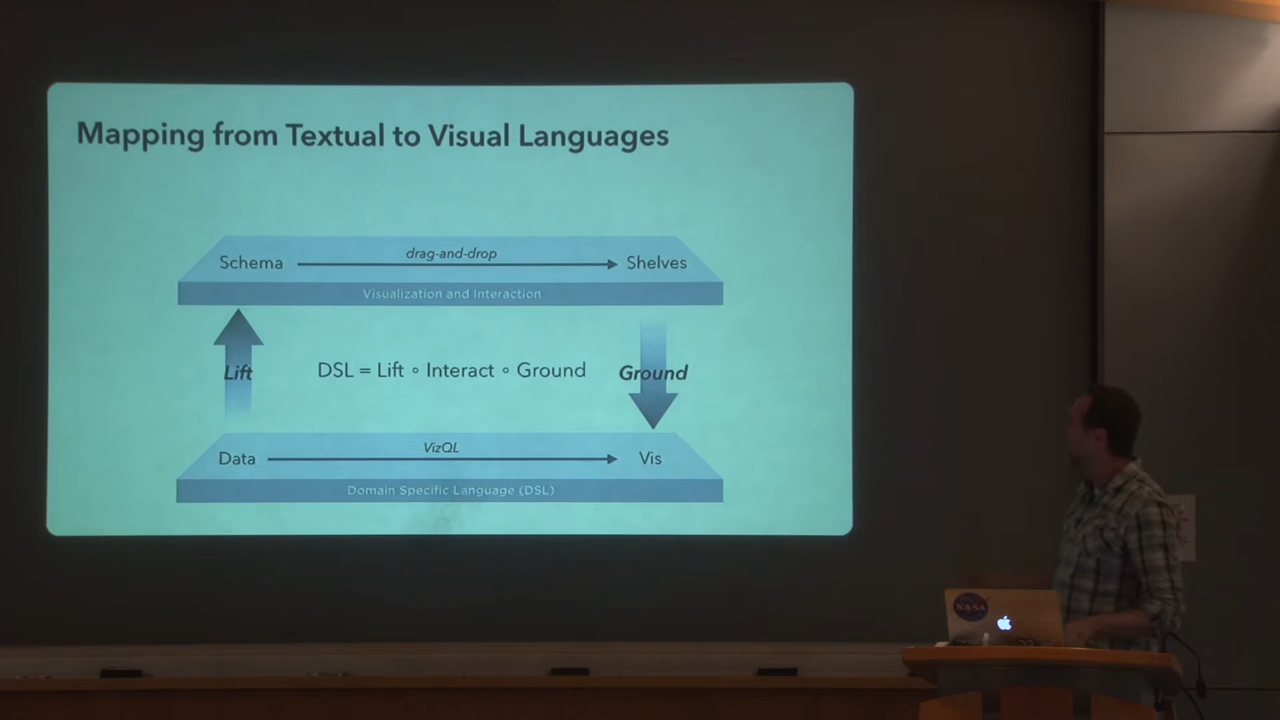 Mapping from Textual to Visual Languages
drag-and-drop
Schema
Shelves
Visualization and Interaction
Lift
DSL = Lift ∘ Interact ∘ Ground
Ground
VizQL
Data
Vis
Domain Specific Language (DSL)
NASA